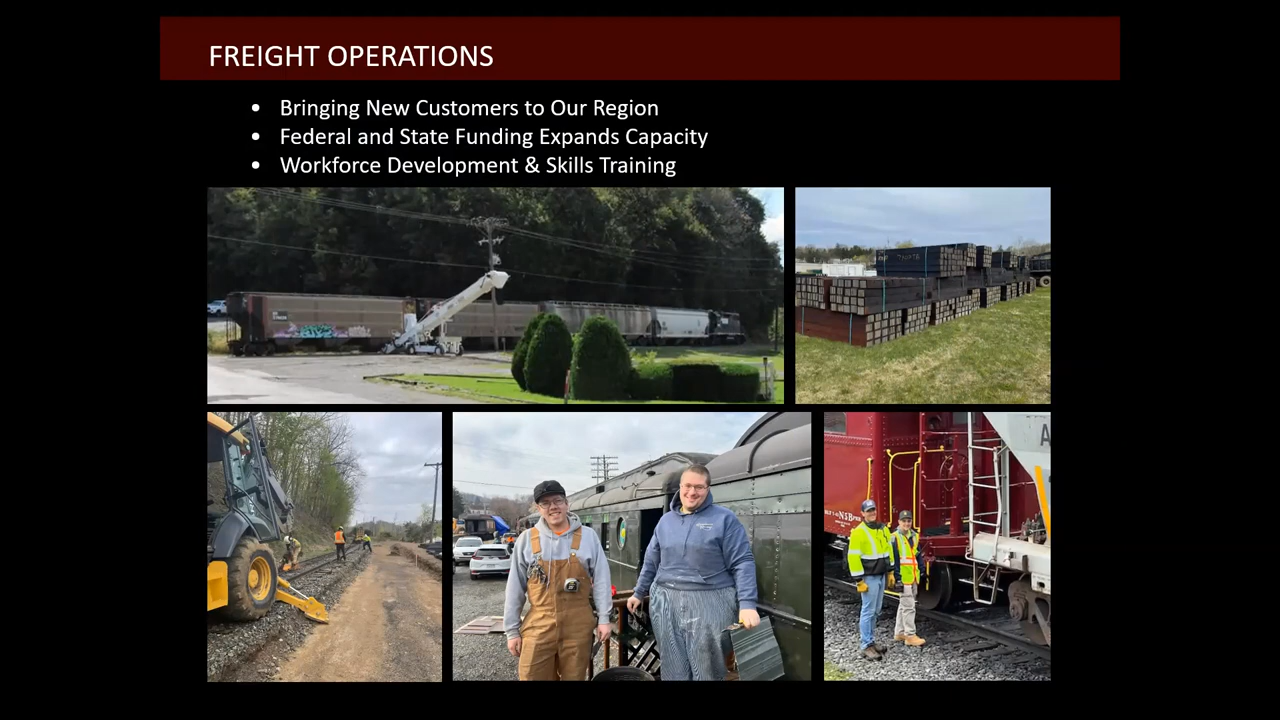 FREIGHT OPERATIONS
• Bringing New Customers to Our Region
• Federal and State Funding Expands Capacity
• Workforce Development & Skills Training
A